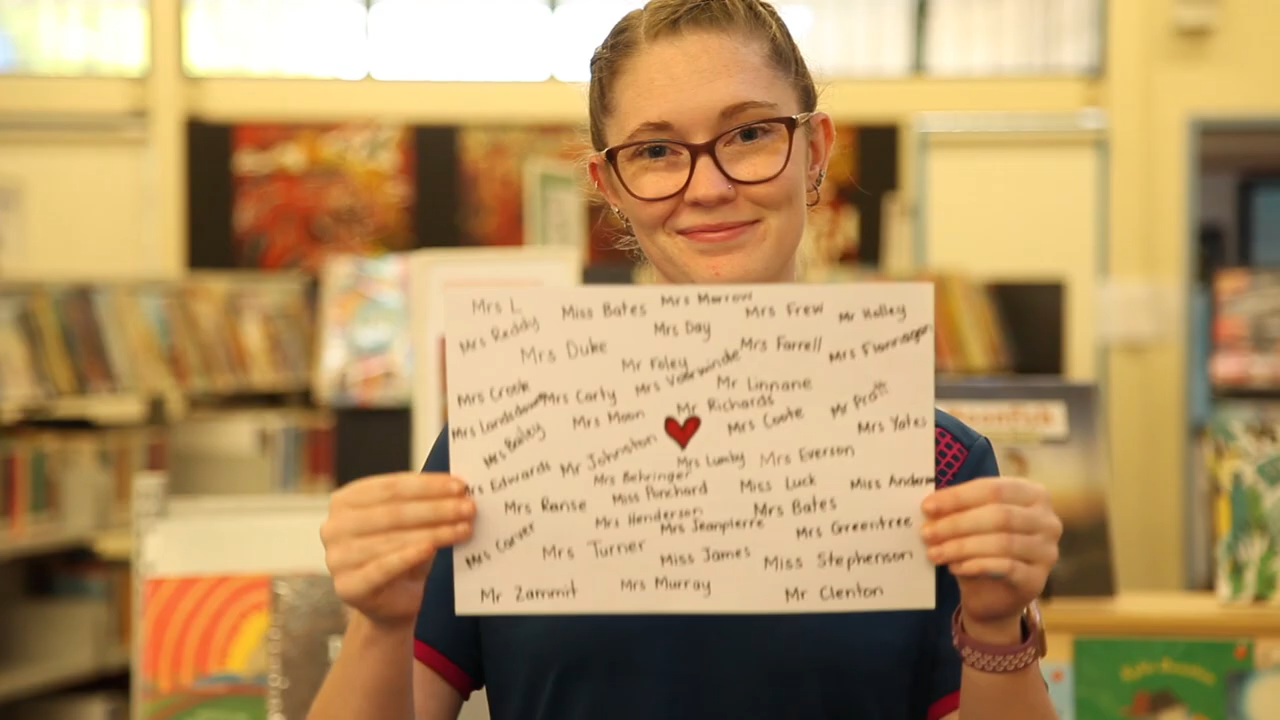 Mrs L
Miss Bates
Mrs Morrow
Mrs Frew
Mr Halley
Mrs Reddy
Mrs Day
Mrs Duke
Mrs Farrell
Mrs Flannagan
Mr Foley
Mrs Voorwinde
Mrs Crook
Mrs Carty
Mr Linnane
Mrs Landsdowne
Mrs Moon
Mr Richards
Mrs Coote
Mr Pratt
Mrs Yates
Mrs Bailey
Mr Johnston
Mrs Lumby
Mrs Everson
Mrs Edwards
Mrs Behringer
Miss Punchard
Miss Luck
Miss
Mrs Ranse
Mrs Henderson
Mrs Bates
Mrs Jeanpierre
Mrs Greentree
Mrs Carver
Mrs Turner
Miss James
Miss Stephenson
Mr Zammit
Mrs Murray
Mr Clenton